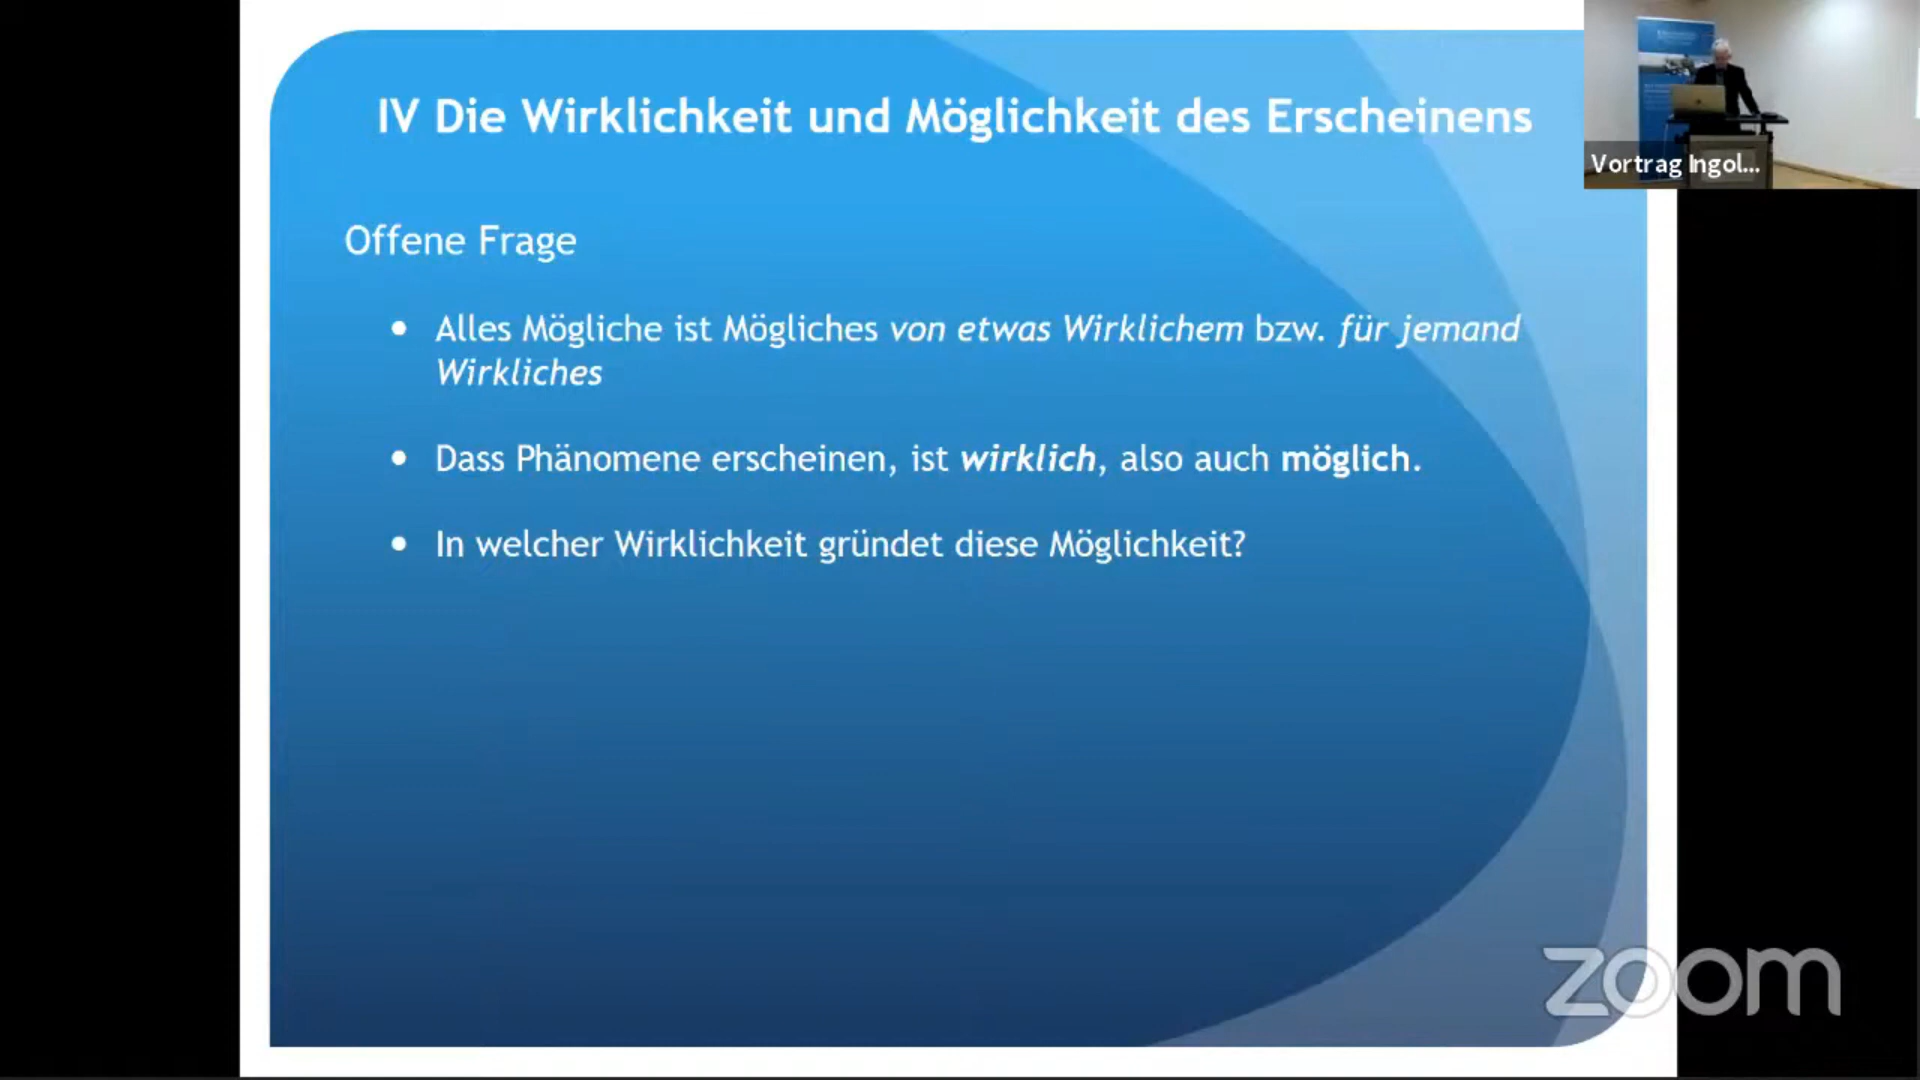 IV Die Wirklichkeit und Möglichkeit des Erscheinens
Vortrag Ingol...
Offene Frage
• Alles Mögliche ist Mögliches von etwas Wirklichem bzw. für jemand
Wirkliches
• Dass Phänomene erscheinen, ist wirklich, also auch möglich.
• In welcher Wirklichkeit gründet diese Möglichkeit?
zoom